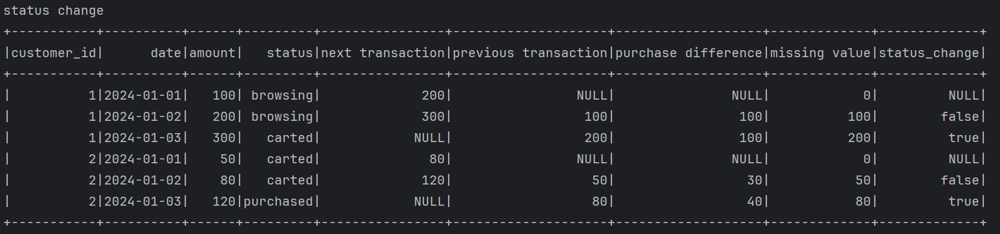 status change
+-----------+----------+------+---------+----------------+--------------------+-------------------+-------------+-------------+
|customer_id|      date|amount|   status|next transaction|previous transaction|purchase difference|missing value|status_change|
+-----------+----------+------+---------+----------------+--------------------+-------------------+-------------+-------------+
|          1|2024-01-01|   100| browsing|             200|                NULL|               NULL|            0|         NULL|
|          1|2024-01-02|   200| browsing|             300|                 100|                100|          100|        false|
|          1|2024-01-03|   300|   carted|            NULL|                 200|                100|          200|         true|
|          2|2024-01-01|    50|   carted|              80|                NULL|               NULL|            0|         NULL|
|          2|2024-01-02|    80|   carted|             120|                  50|                 30|           50|        false|
|          2|2024-01-03|   120|purchased|            NULL|                  80|                 40|           80|         true|
+-----------+----------+------+---------+----------------+--------------------+-------------------+-------------+-------------+